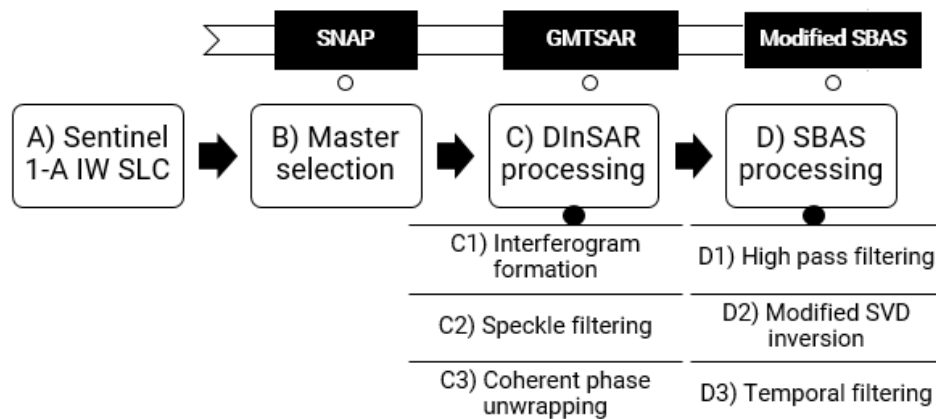 SNAP
GMTSAR
Modified SBAS
A) Sentinel
1-A IW SLC
B) Master
selection
C) DInSAR
processing
D) SBAS
processing
C1) Interferogram
formation
C2) Speckle filtering
C3) Coherent phase
unwrapping
D1) High pass filtering
D2) Modified SVD
inversion
D3) Temporal filtering